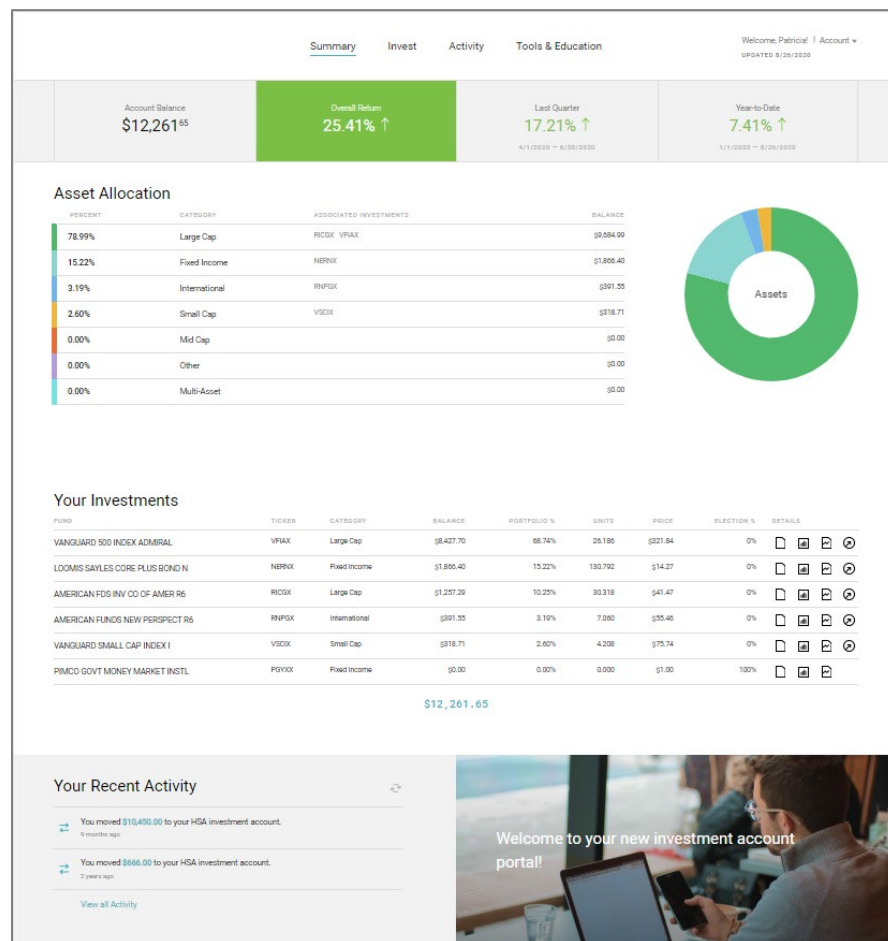 Summary Invest Activity Tools & Education
Welcome, Patricia! | Account
UPDATED 8/26/2020
Account Balance
$12,261 65
Overall Return
25.41% ↑
Last Quarter
17.21% ↑
4/1/2020 — 6/30/2020
Year-to-Date
7.41% ↑
1/1/2020 — 8/26/2020
Asset Allocation
PERCENT CATEGORY ASSOCIATED INVESTMENTS BALANCE
78.99% Large Cap RICGX VFIAX $9,684.99
15.22% Fixed Income NERNX $1,866.40
3.19% International RNPGX $391.55
2.60% Small Cap VSCIX $318.71
0.00% Mid Cap $0.00
0.00% Other $0.00
0.00% Multi-Asset $0.00
Assets
Your Investments
FUND TICKER CATEGORY BALANCE PORTFOLIO % UNITS PRICE ELECTION % DETAILS
VANGUARD 500 INDEX ADMIRAL VFIAX Large Cap $8,427.70 68.74% 26.186 $321.84 0%
LOOMIS SAYLES CORE PLUS BOND N NERNX Fixed Income $1,866.40 15.22% 130.792 $14.27 0%
AMERICAN FDS INV CO OF AMER R6 RICGX Large Cap $1,257.29 10.25% 30.318 $41.47 0%
AMERICAN FUNDS NEW PERSPECT R6 RNPGX International $391.55 3.19% 7.060 $55.46 0%
VANGUARD SMALL CAP INDEX I VSCIX Small Cap $318.71 2.60% 4.208 $75.74 0%
PIMCO GOVT MONEY MARKET INSTL PGYXX Fixed Income $0.00 0.00% 0.000 $1.00 100%
$12,261.65
Your Recent Activity
You moved $10,450.00 to your HSA investment account.
9 months ago
You moved $666.00 to your HSA investment account.
2 years ago
View all Activity
Welcome to your new investment account
portal!